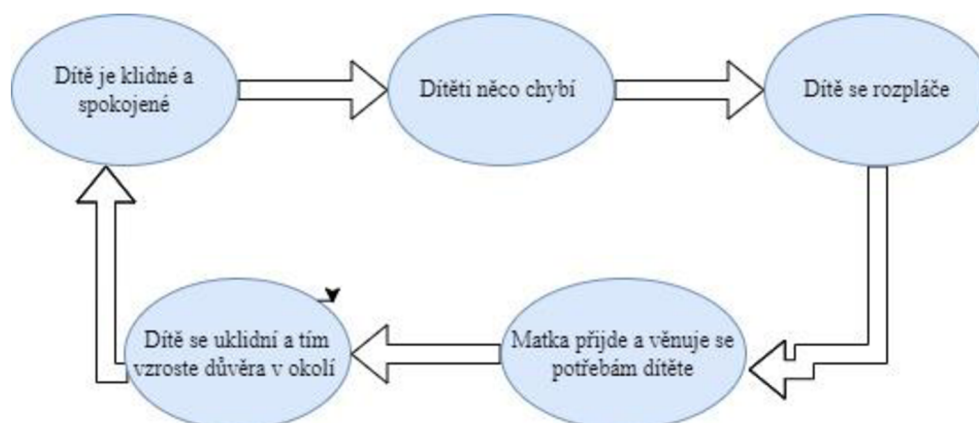 Dítě je klidné a
spokojené
Dítěti něco chybí
Dítě se rozpláče
Matka přijde a věnuje se
potřebám dítěte
Dítě se uklidní a tím
vzroste důvěra v okolí